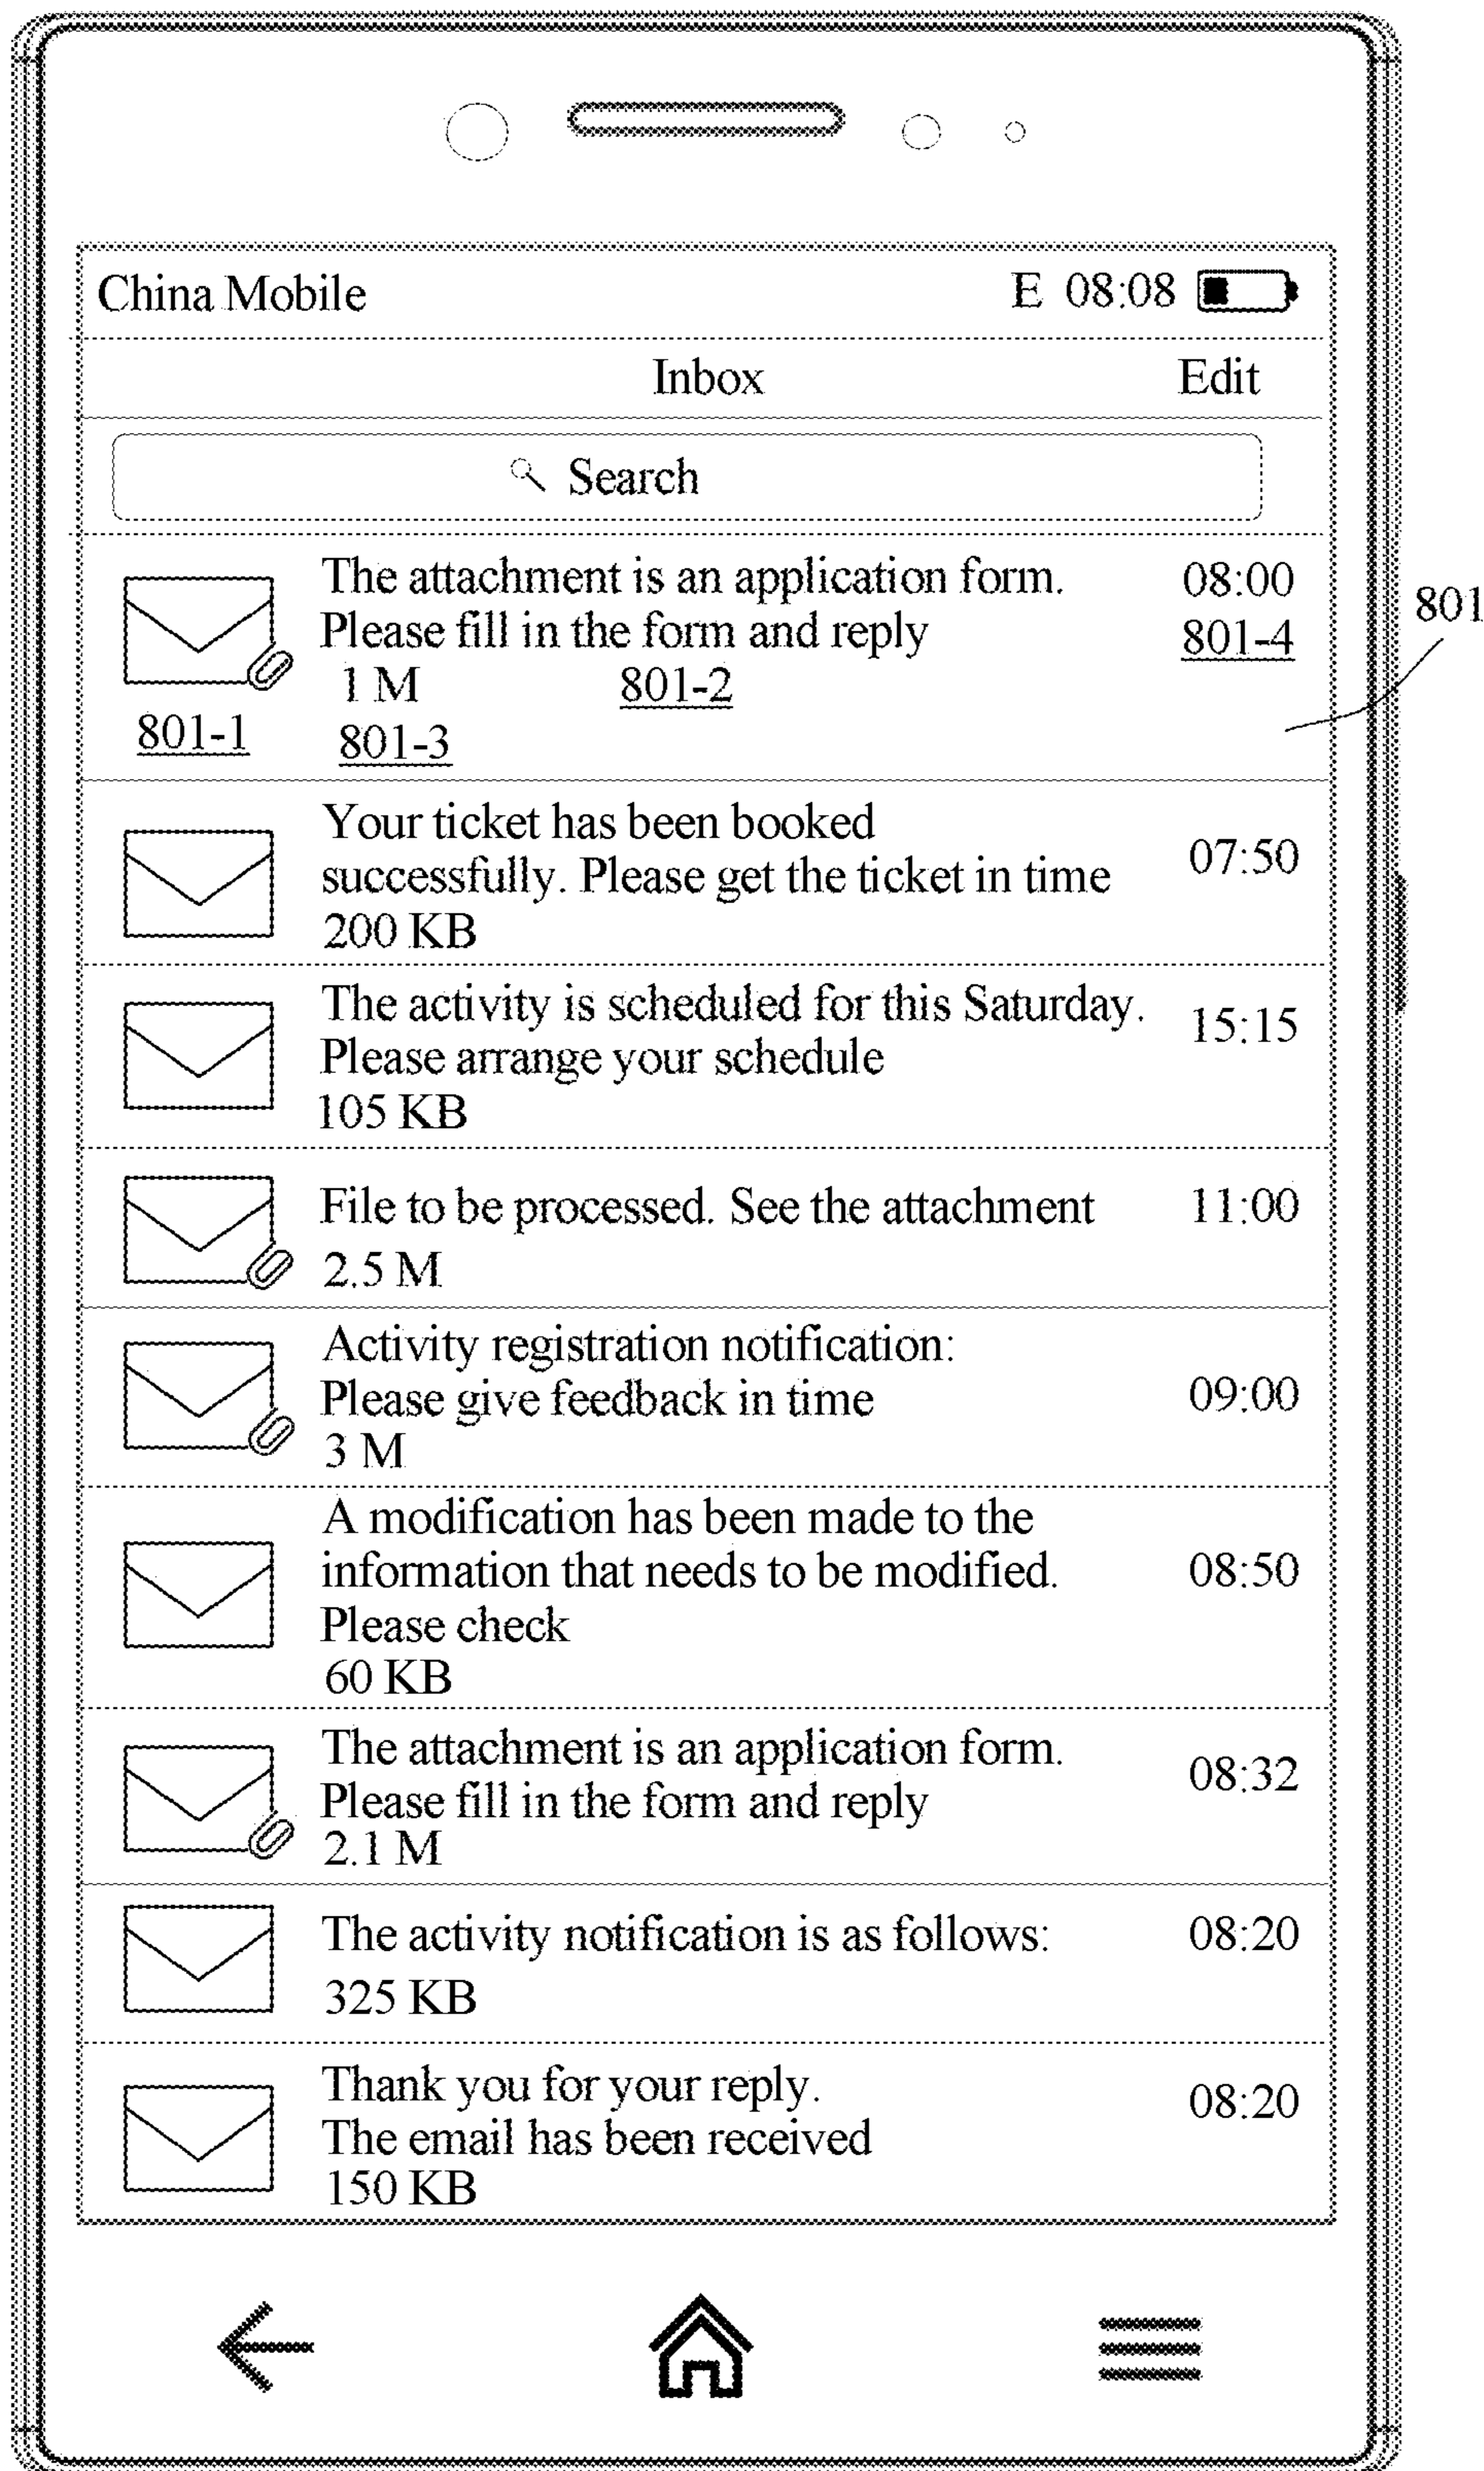 China Mobile E 08:08
Inbox Edit
Search
The attachment is an application form. 08:00
Please fill in the form and reply 801-4
801
1 M 801-2
801-1 801-3
Your ticket has been booked
successfully. Please get the ticket in time 07:50
200 KB
The activity is scheduled for this Saturday. 15:15
Please arrange your schedule
105 KB
File to be processed. See the attachment 11:00
2.5 M
Activity registration notification:
Please give feedback in time 09:00
3 M
A modification has been made to the
information that needs to be modified. 08:50
Please check
60 KB
The attachment is an application form.
Please fill in the form and reply 08:32
2.1 M
The activity notification is as follows: 08:20
325 KB
Thank you for your reply. 08:20
The email has been received
150 KB